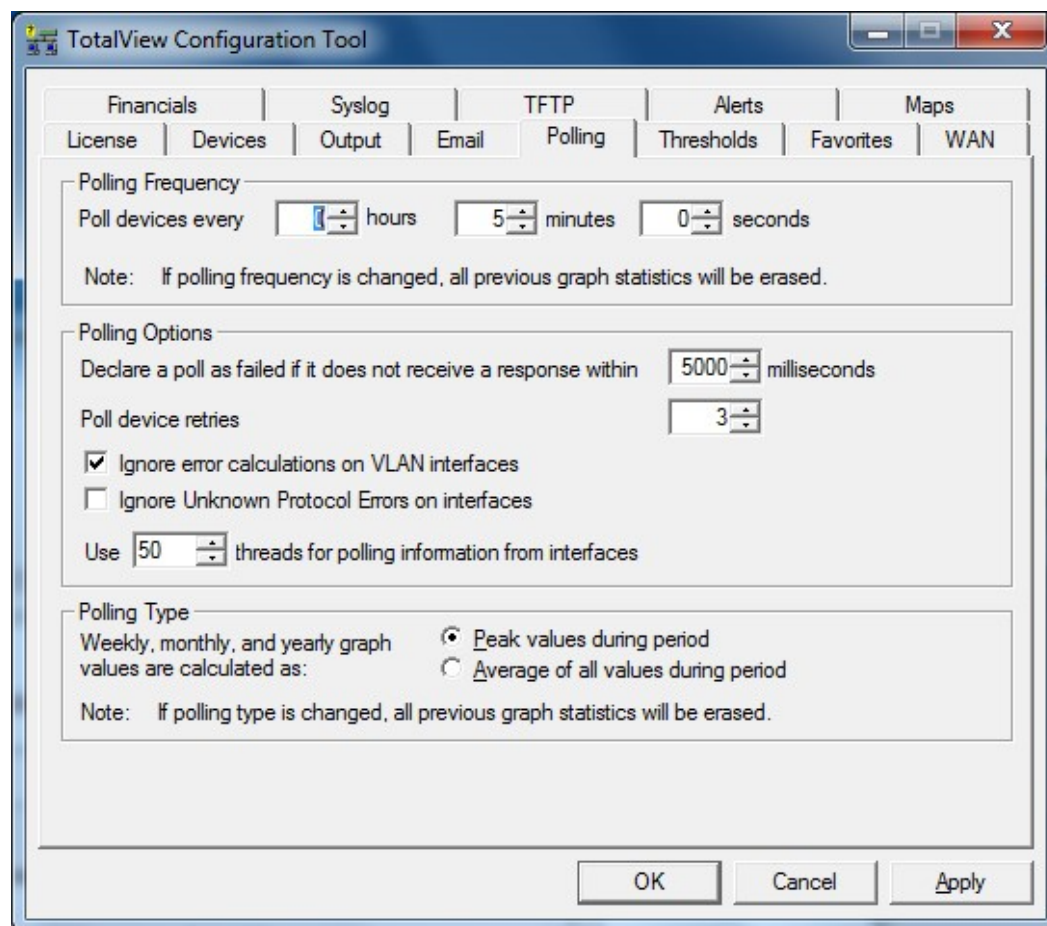 TotalView Configuration Tool
Financials Syslog TFTP Alerts Maps
License Devices Output Email Polling Thresholds Favorites WAN
Polling Frequency
Poll devices every 0 hours 5 minutes 0 seconds
Note: If polling frequency is changed, all previous graph statistics will be erased.
Polling Options
Declare a poll as failed if it does not receive a response within 5000 milliseconds
Poll device retries 3
Ignore error calculations on VLAN interfaces
Ignore Unknown Protocol Errors on interfaces
Use 50 threads for polling information from interfaces
Polling Type
Weekly, monthly, and yearly graph Peak values during period
values are calculated as: Average of all values during period
Note: If polling type is changed, all previous graph statistics will be erased.
OK Cancel Apply